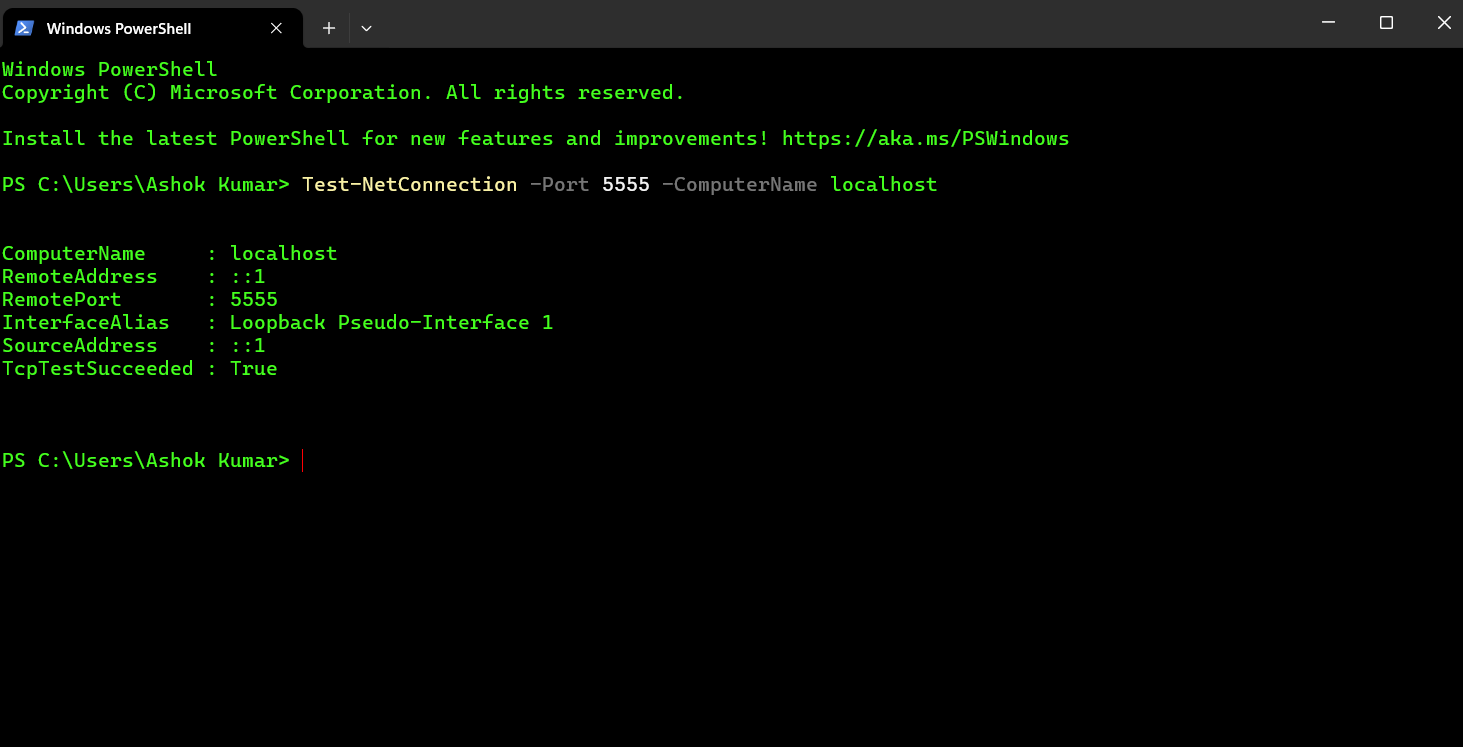 Windows PowerShell
Windows PowerShell
Copyright (C) Microsoft Corporation. All rights reserved.
Install the latest PowerShell for new features and improvements! https://aka.ms/PSWindows
PS C:\Users\Ashok Kumar> Test-NetConnection -Port 5555 -ComputerName localhost
ComputerName     : localhost
RemoteAddress    : ::1
RemotePort       : 5555
InterfaceAlias   : Loopback Pseudo-Interface 1
SourceAddress    : ::1
TcpTestSucceeded : True
PS C:\Users\Ashok Kumar>